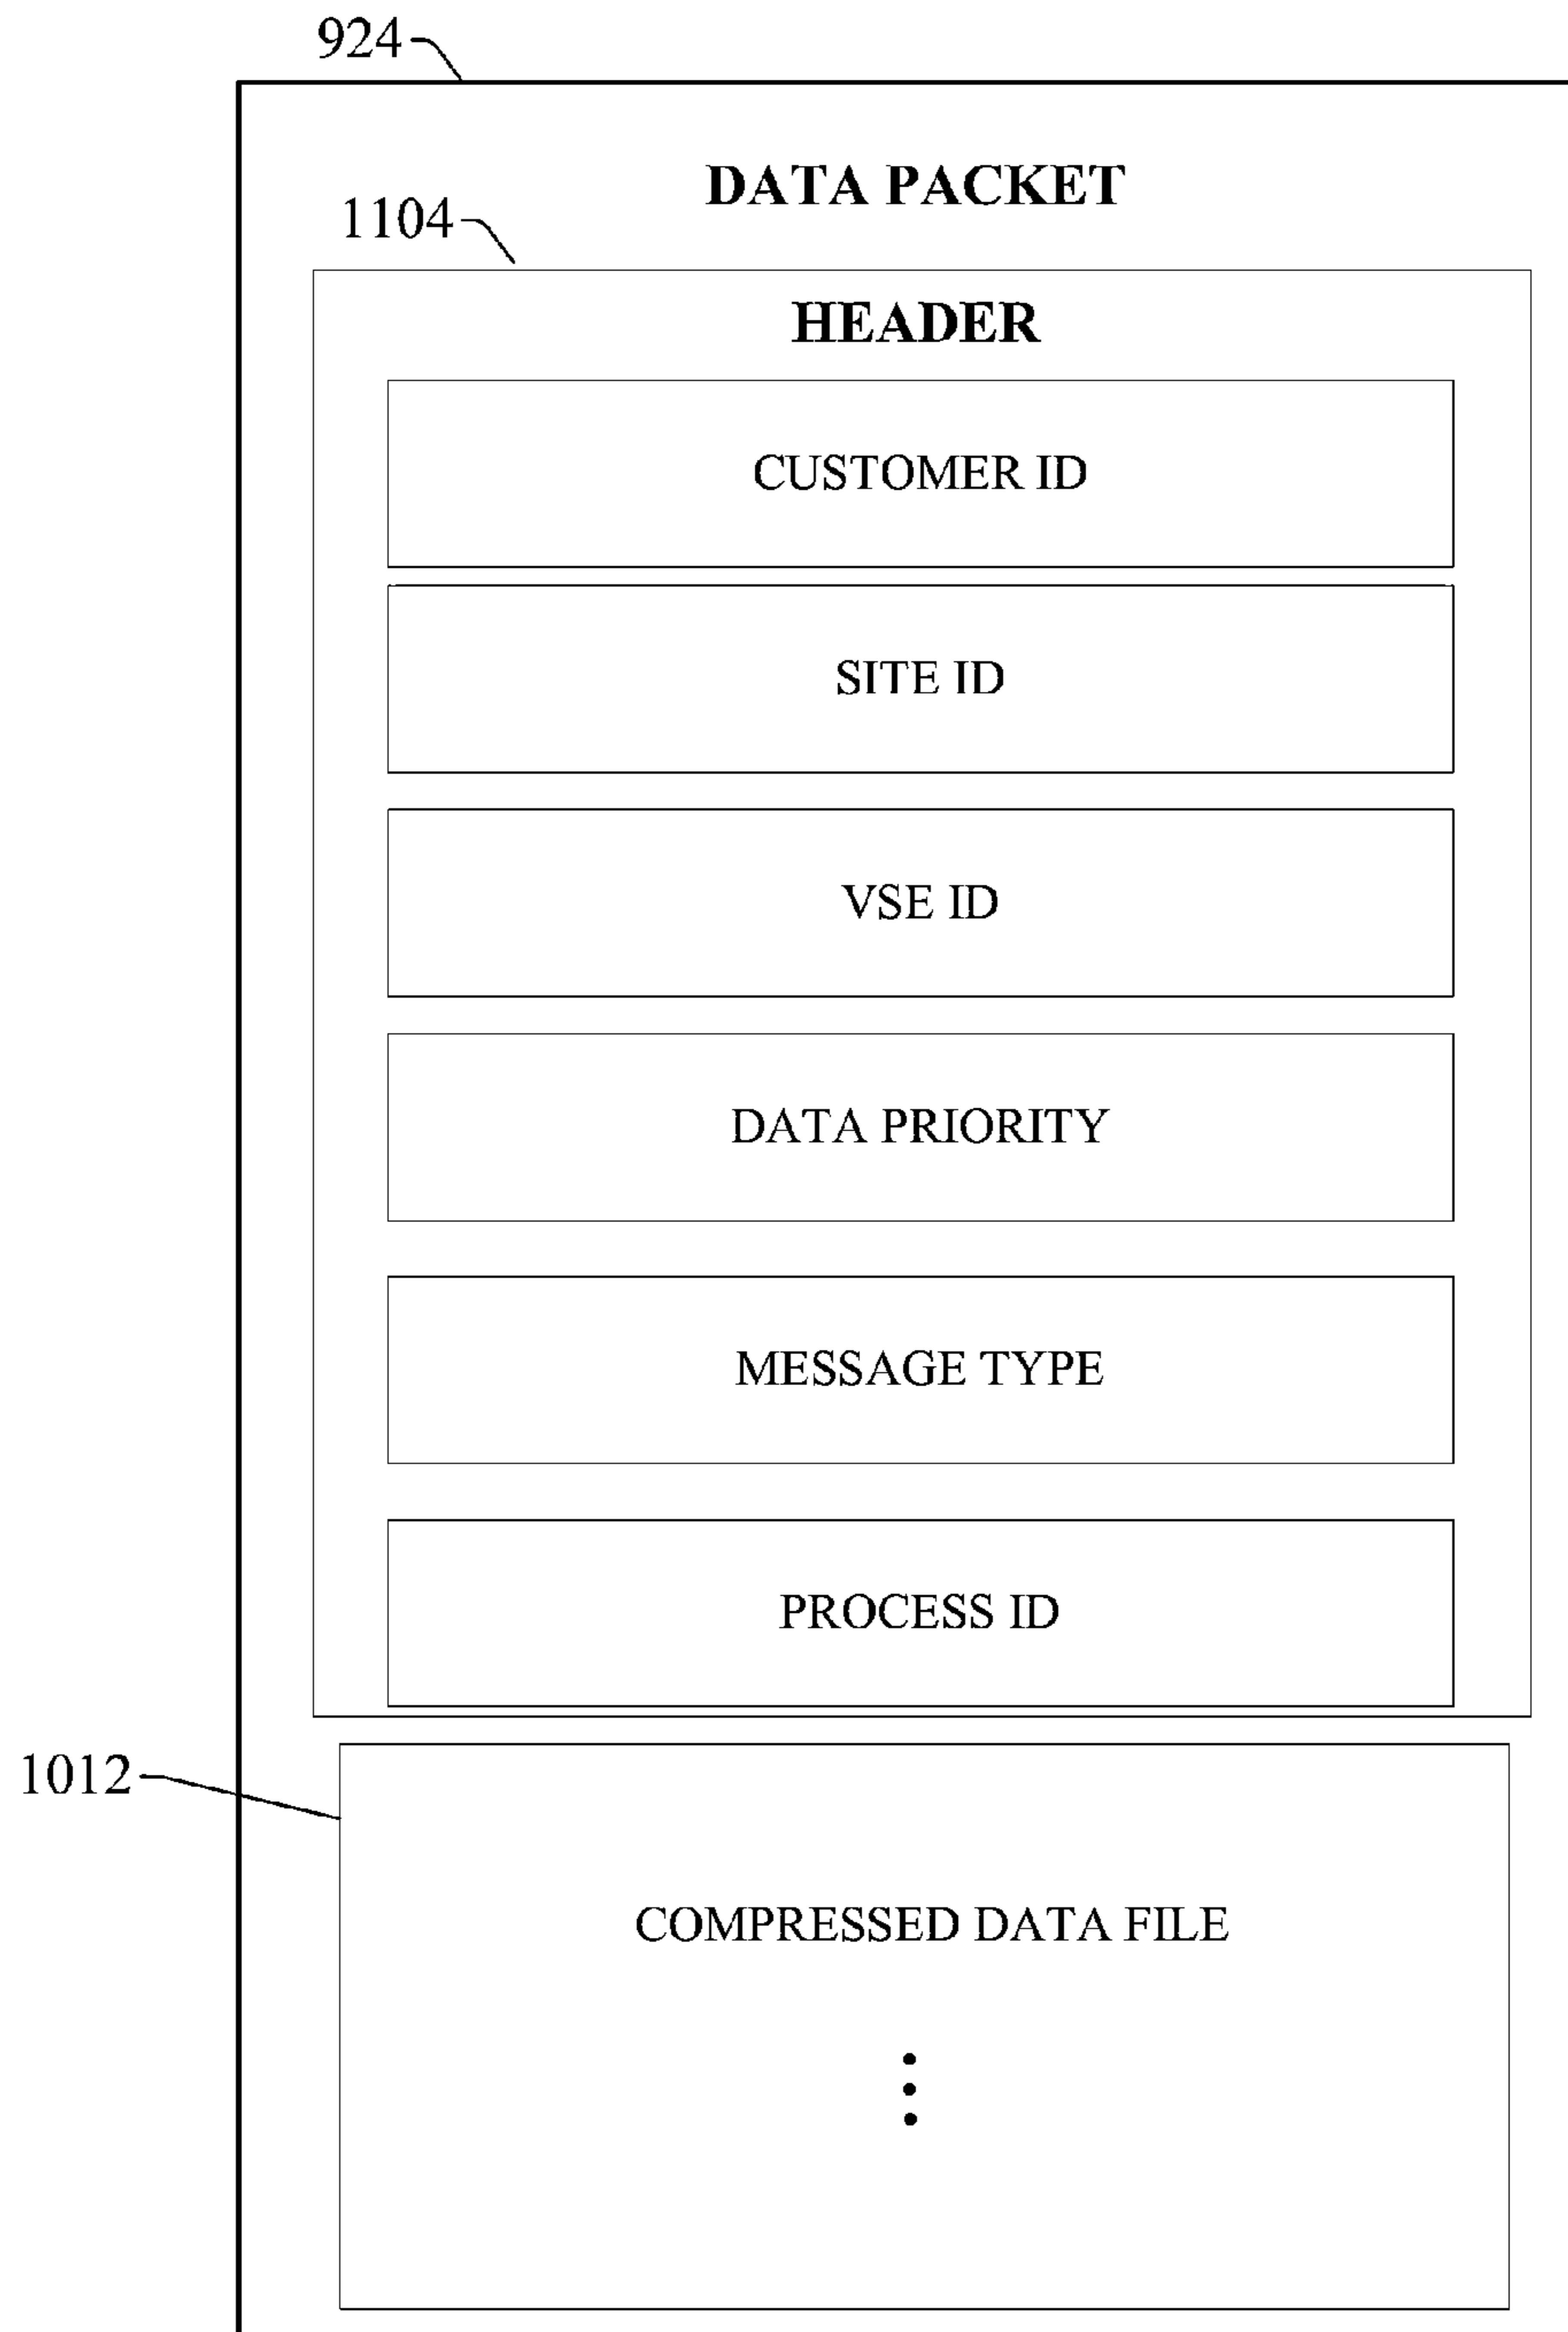 924
DATA PACKET
1104
HEADER
CUSTOMER ID
SITE ID
VSE ID
DATA PRIORITY
MESSAGE TYPE
PROCESS ID
1012
COMPRESSED DATA FILE